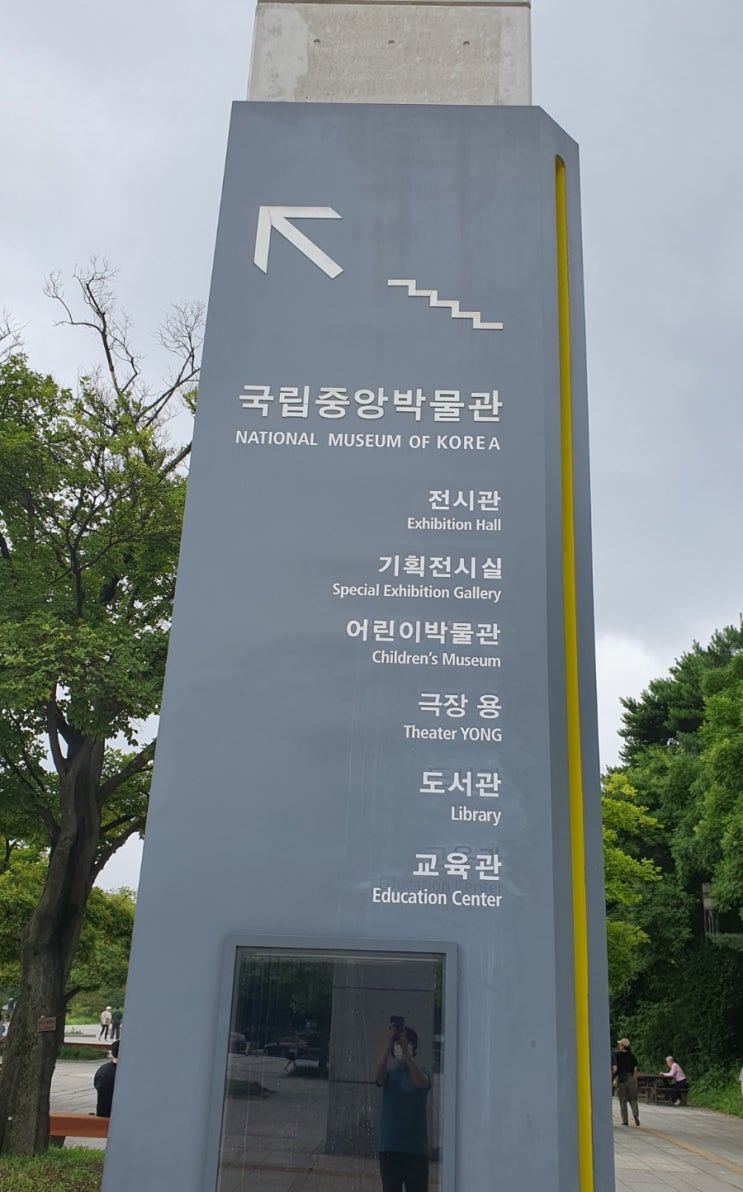 국립중앙박물관
NATIONAL MUSEUM OF KOREA
전시관
Exhibition Hall
기획전시실
Special Exhibition Gallery
어린이박물관
Children's Museum
극장 용
Theater YONG
도서관
Library
교육관
Education Center